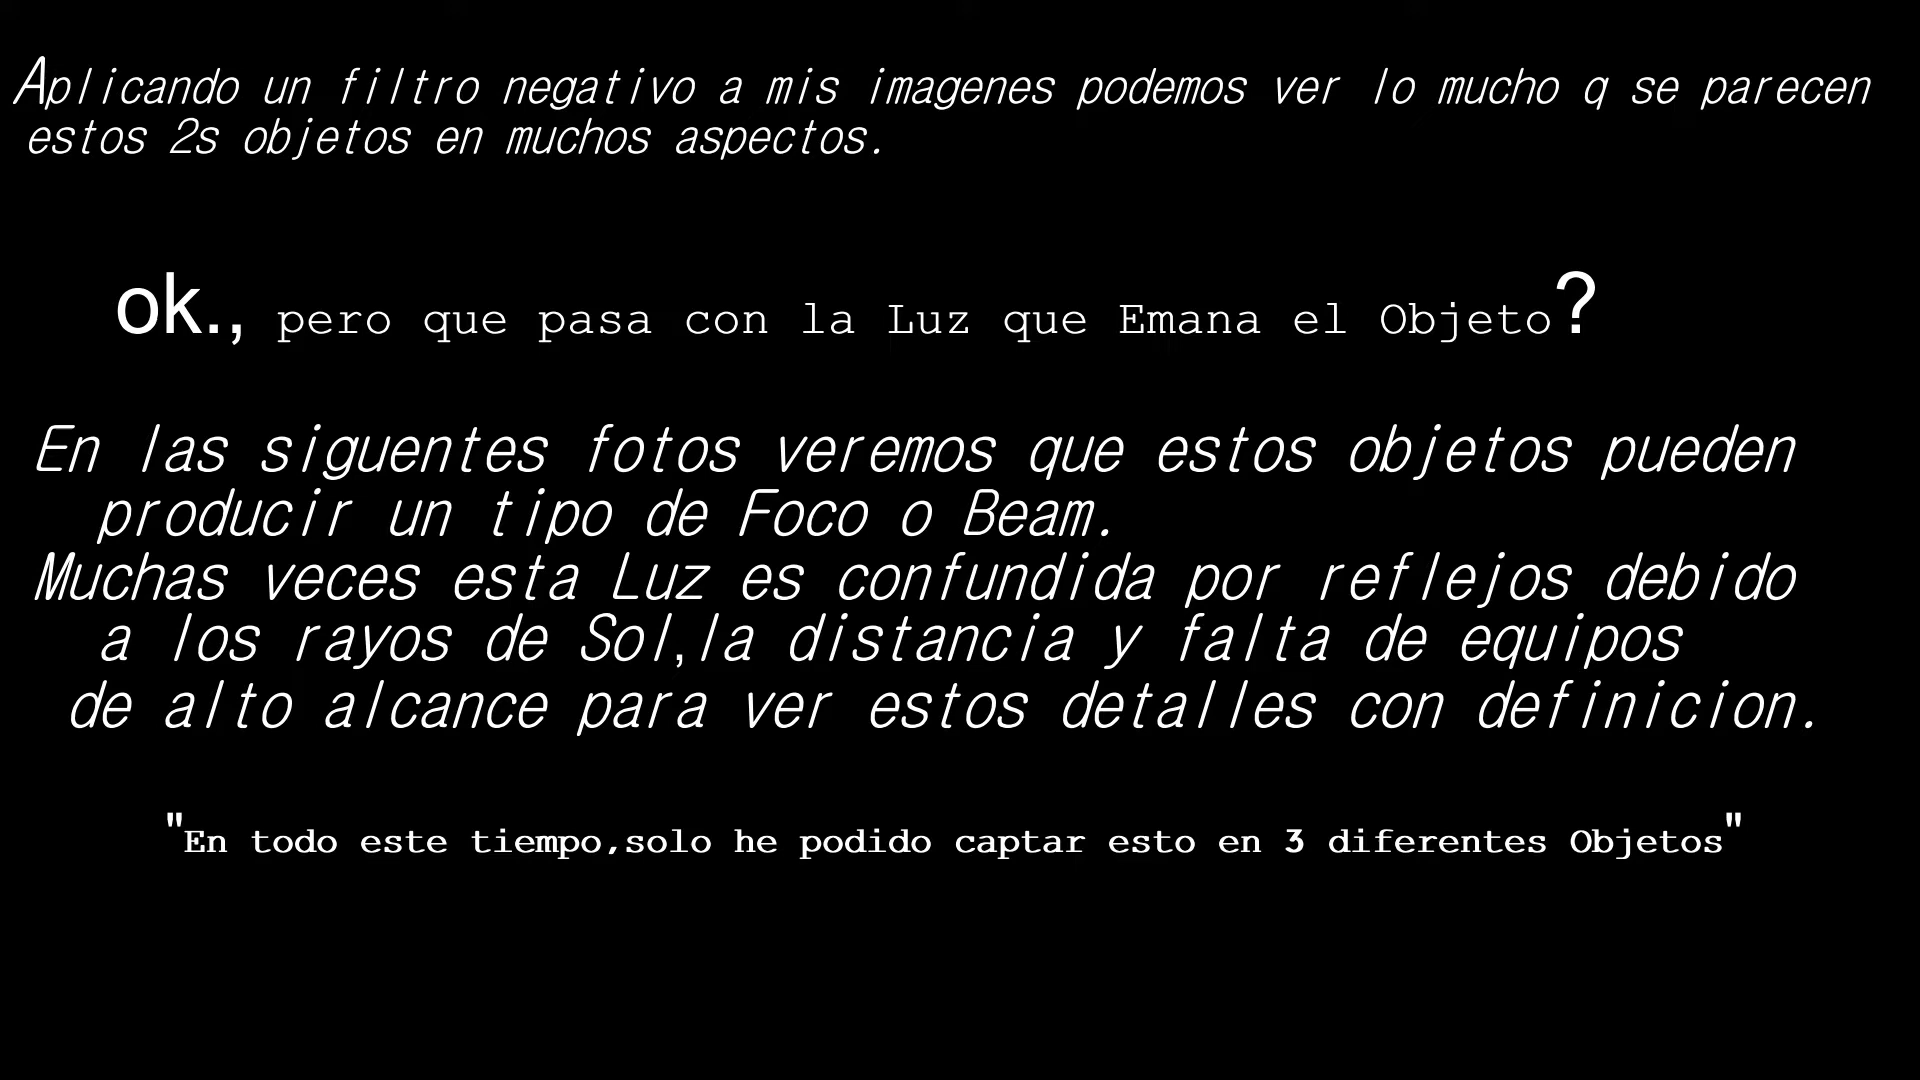 Aplicando un filtro negativo a mis imagenes podemos ver lo mucho q se parecen
estos 2s objetos en muchos aspectos.
ok., pero que pasa con la Luz que Emana el Objeto?
En las siguentes fotos veremos que estos objetos pueden
producir un tipo de Foco o Beam.
Muchas veces esta Luz es confundida por reflejos debido
a los rayos de Sol,la distancia y falta de equipos
de alto alcance para ver estos detalles con definicion.
"En todo este tiempo,solo he podido captar esto en 3 diferentes Objetos"